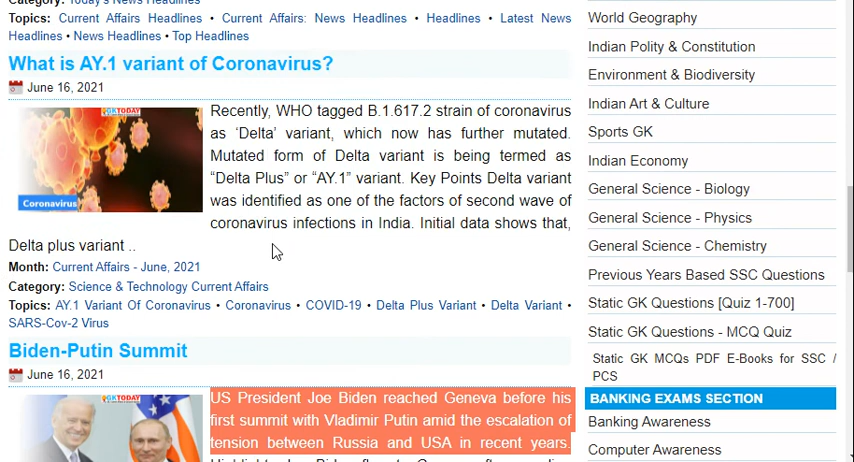 Category: Today's News Headlines
Topics: Current Affairs Headlines • Current Affairs: News Headlines • Headlines • Latest News
Headlines • News Headlines • Top Headlines
What is AY.1 variant of Coronavirus?
June 16, 2021
GKTODAY
Coronavirus
Recently, WHO tagged B.1.617.2 strain of coronavirus
as ‘Delta’ variant, which now has further mutated.
Mutated form of Delta variant is being termed as
“Delta Plus” or “AY.1” variant. Key Points Delta variant
was identified as one of the factors of second wave of
coronavirus infections in India. Initial data shows that,
Delta plus variant ..
Month: Current Affairs - June, 2021
Category: Science & Technology Current Affairs
Topics: AY.1 Variant Of Coronavirus • Coronavirus • COVID-19 • Delta Plus Variant • Delta Variant •
SARS-Cov-2 Virus
Biden-Putin Summit
June 16, 2021
GKTODAY
US President Joe Biden reached Geneva before his
first summit with Vladimir Putin amid the escalation of
tension between Russia and USA in recent years.
World Geography
Indian Polity & Constitution
Environment & Biodiversity
Indian Art & Culture
Sports GK
Indian Economy
General Science - Biology
General Science - Physics
General Science - Chemistry
Previous Years Based SSC Questions
Static GK Questions [Quiz 1-700]
Static GK Questions - MCQ Quiz
Static GK MCQs PDF E-Books for SSC /
PCS
BANKING EXAMS SECTION
Banking Awareness
Computer Awareness